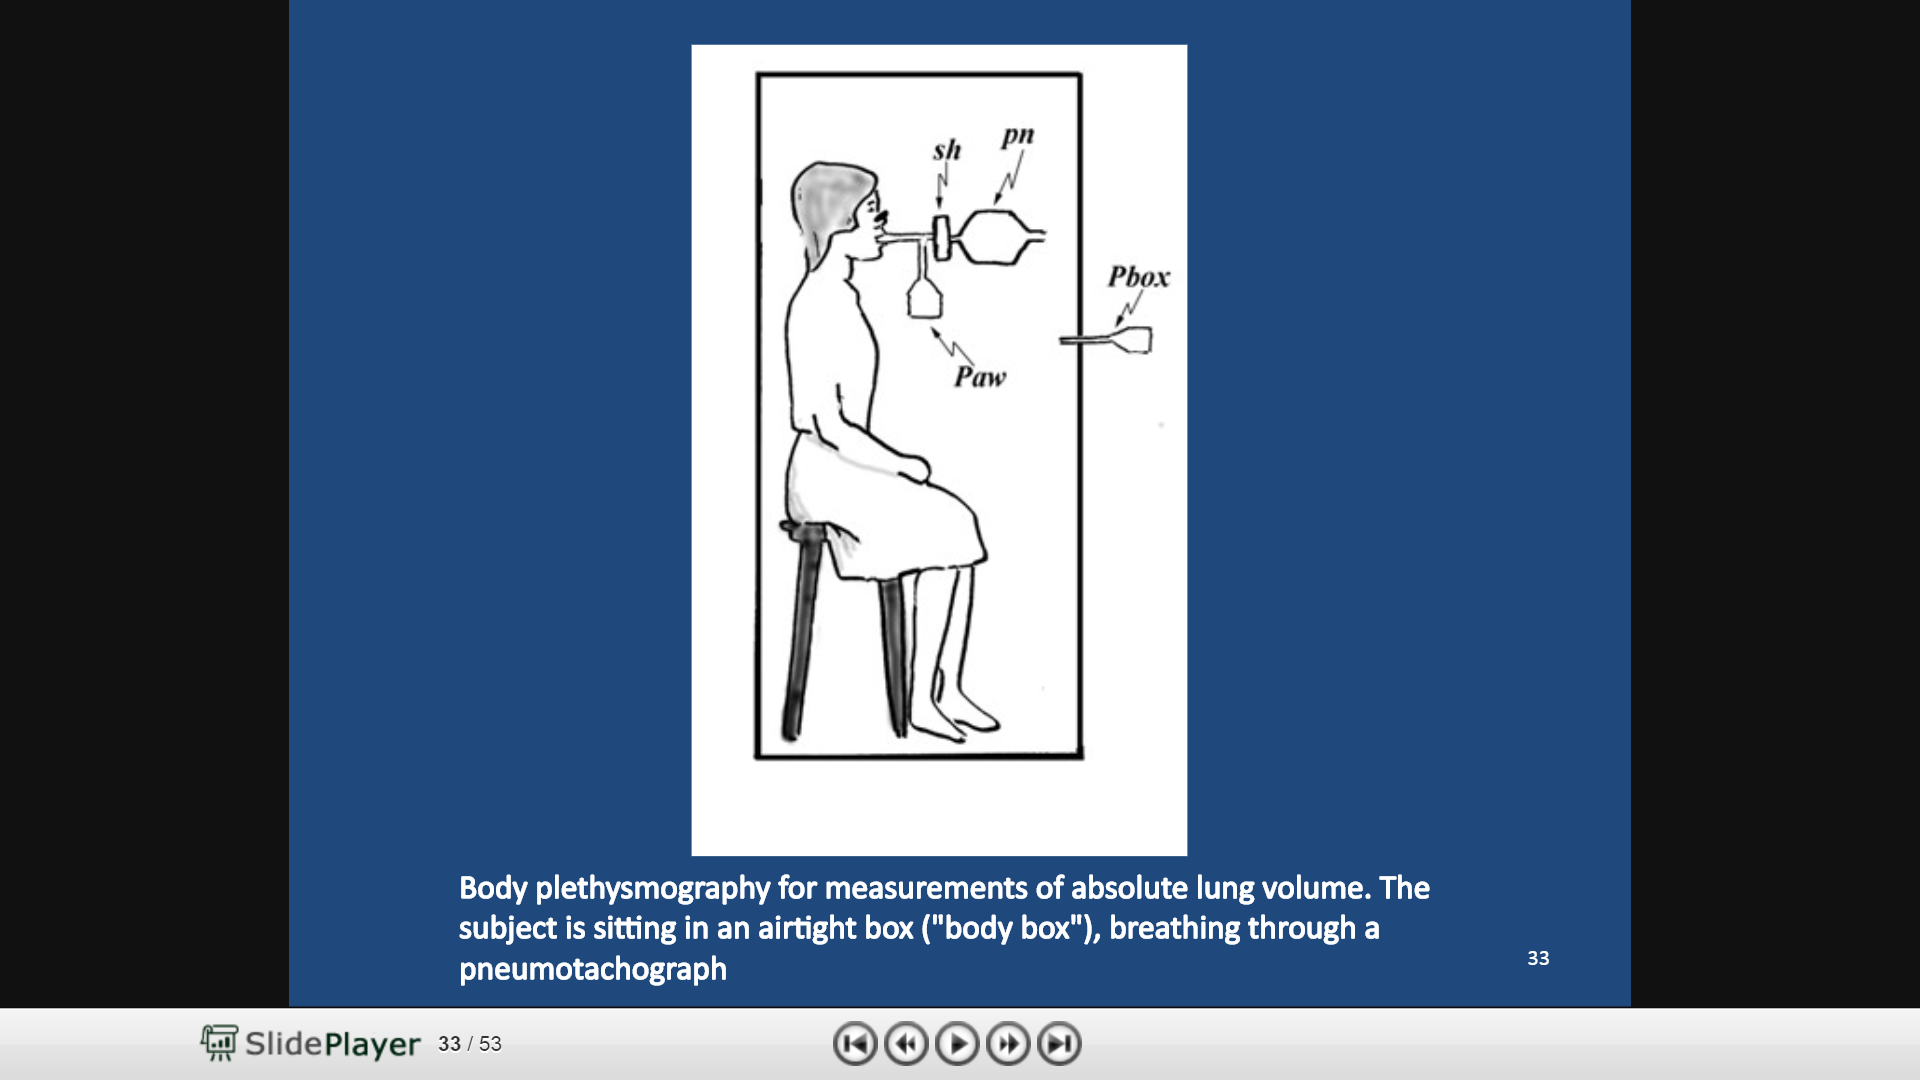 sh
pn
Pbox
Paw
Body plethysmography for measurements of absolute lung volume. The
subject is sitting in an airtight box ("body box"), breathing through a
pneumotachograph
33
SlidePlayer
33 / 53